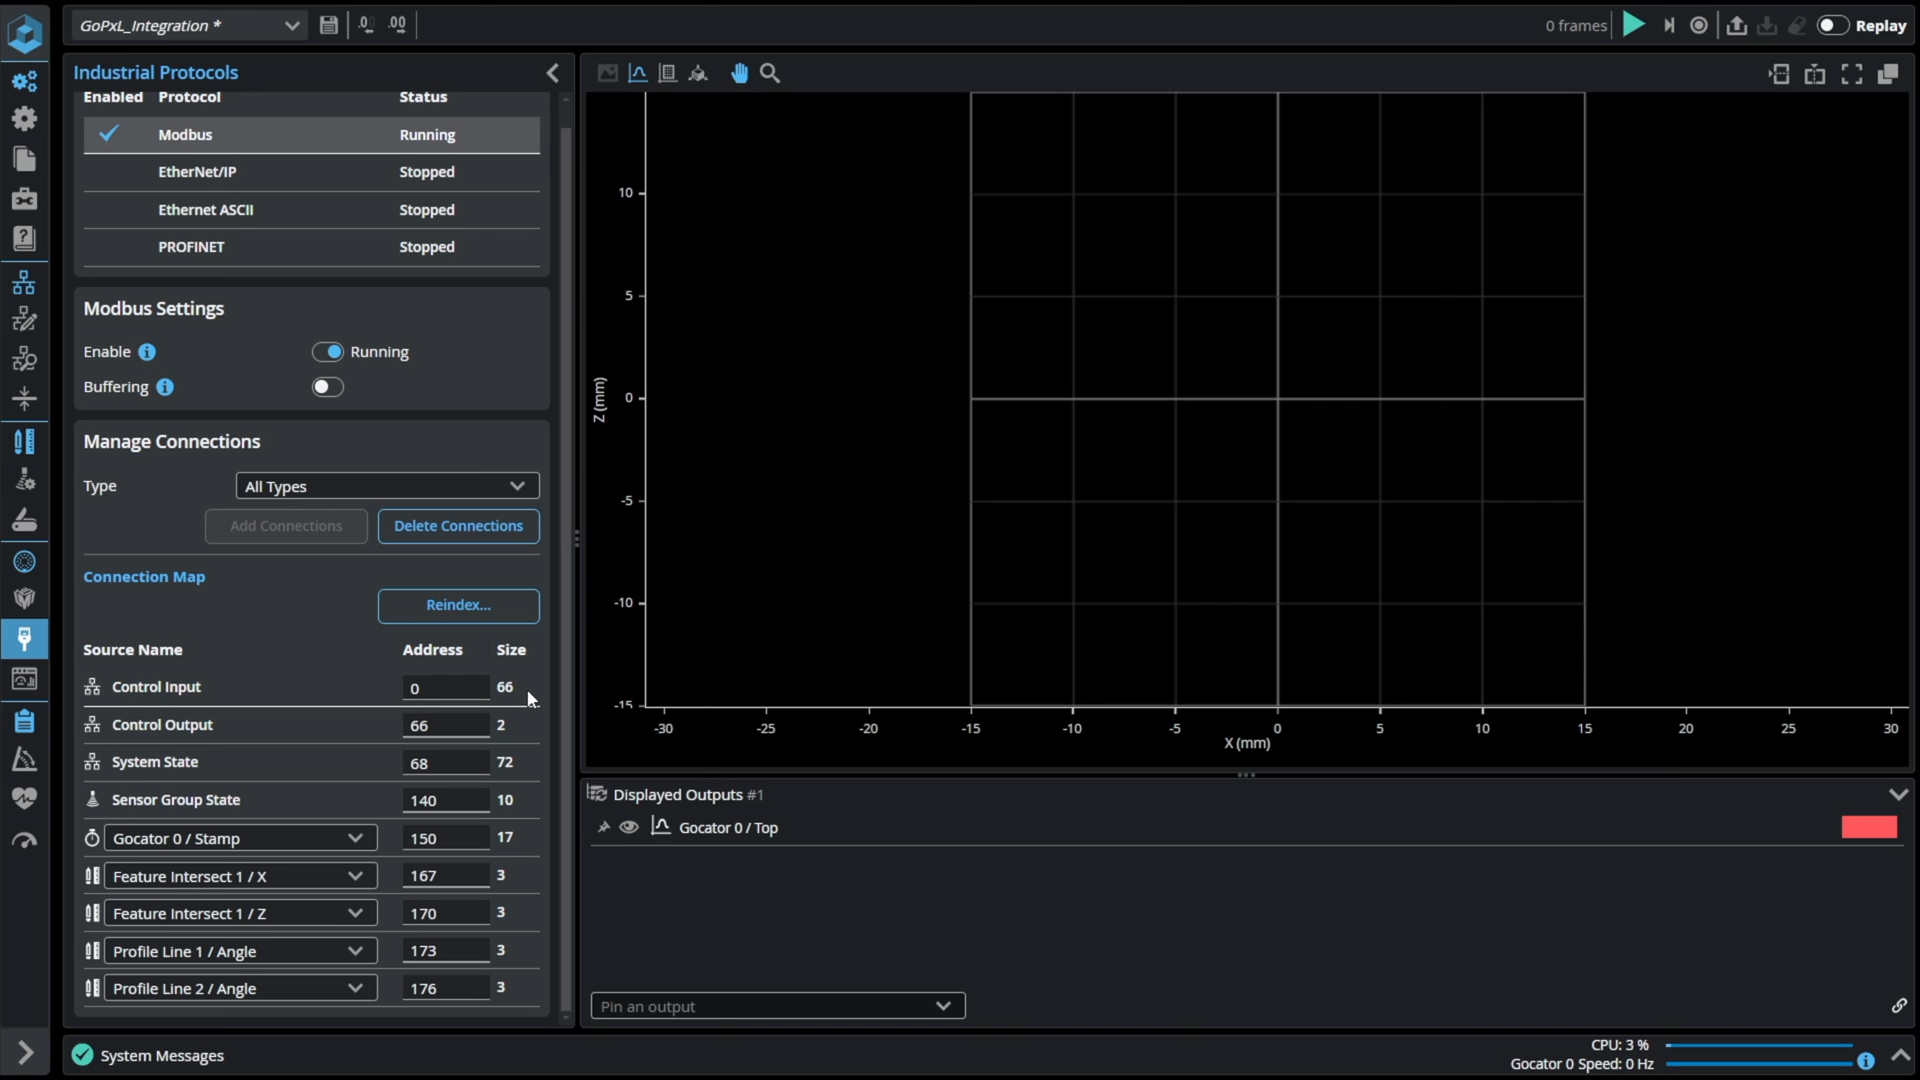 GoPxL_Integration *
0 frames
Replay
Industrial Protocols
Enabled Protocol Status
Modbus Running
EtherNet/IP Stopped
Ethernet ASCII Stopped
PROFINET Stopped
Modbus Settings
Enable Running
Buffering
Manage Connections
Type All Types
Add Connections Delete Connections
Connection Map
Reindex...
Source Name Address Size
Control Input 0 66
Control Output 66 2
System State 68 72
Sensor Group State 140 10
Gocator 0 / Stamp 150 17
Feature Intersect 1 / X 167 3
Feature Intersect 1 / Z 170 3
Profile Line 1 / Angle 173 3
Profile Line 2 / Angle 176 3
Z (mm)
10
5
0
-5
-10
-15
-30 -25 -20 -15 -10 -5 0 5 10 15 20 25 30
X (mm)
Displayed Outputs #1
Gocator 0 / Top
Pin an output
System Messages
CPU: 3 %
Gocator 0 Speed: 0 Hz